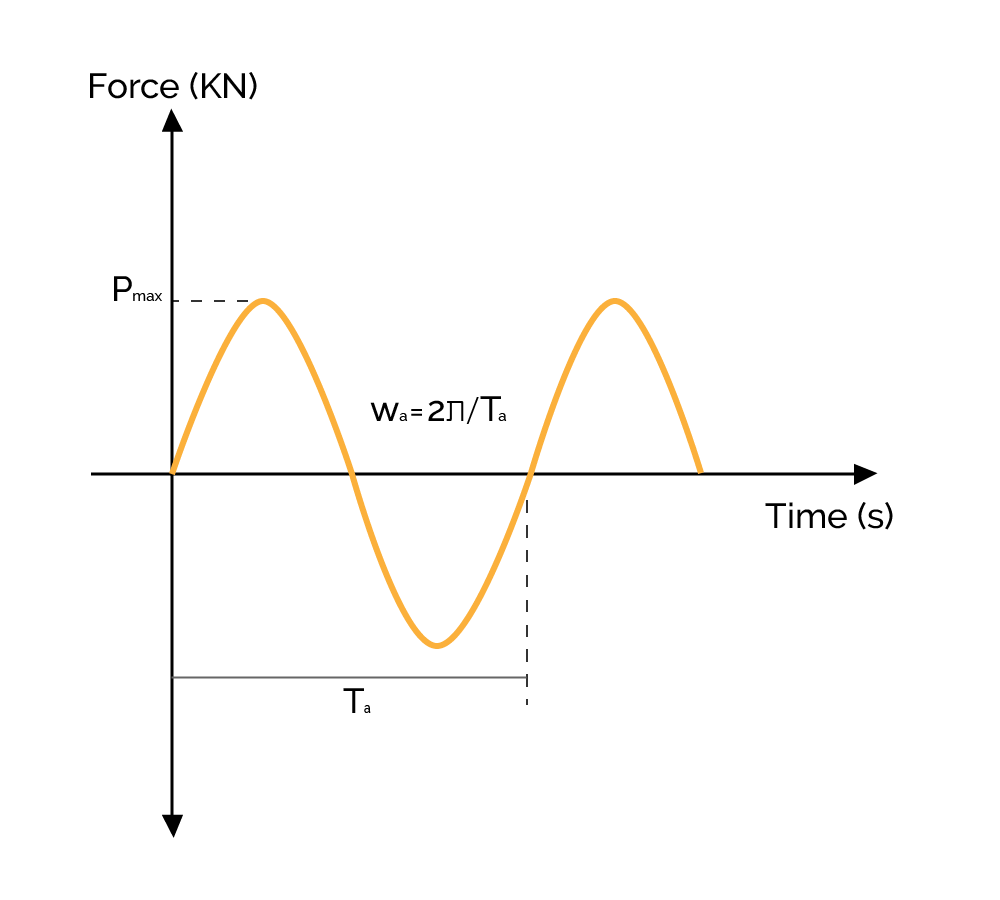 Force (KN)
Pmax
wa=2π/Ta
Time (s)
Ta